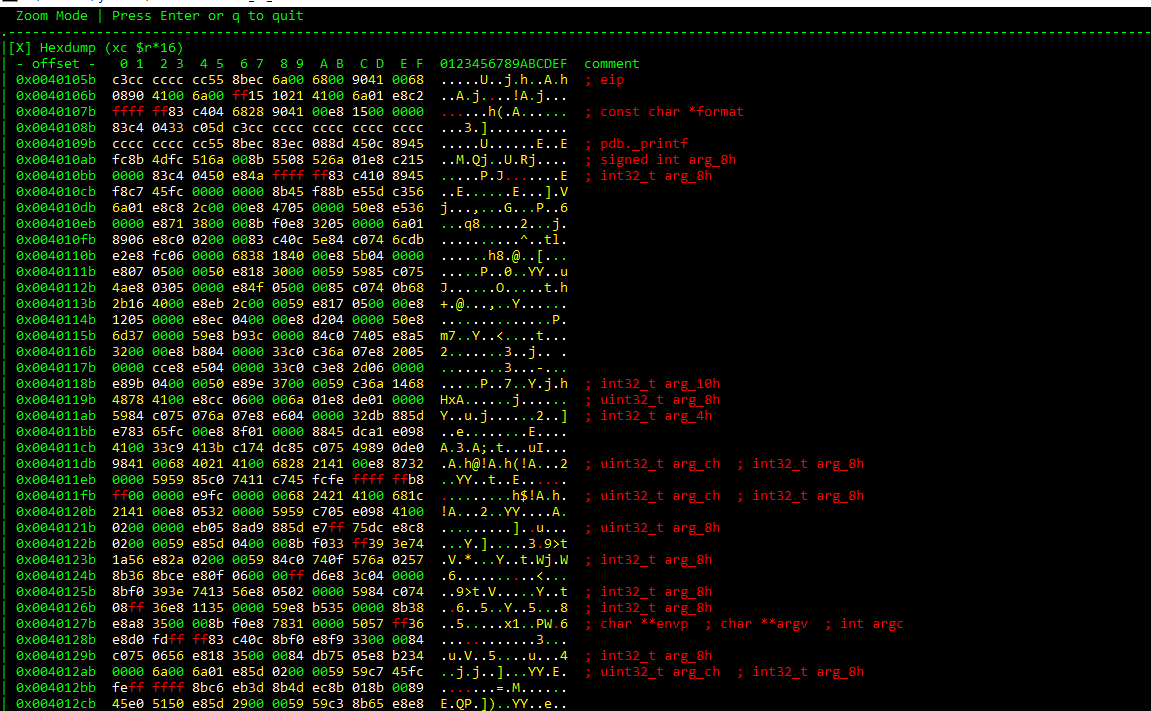 Zoom Mode | Press Enter or q to quit
[X] Hexdump (xc $r*16)
- offset -   0 1  2 3  4 5  6 7  8 9  A B  C D  E F  0123456789ABCDEF  comment
0x0040105b  c3cc cccc cc55 8bec 6a00 6800 9041 0068  .....U..j.h..A.h  ; eip
0x0040106b  0890 4100 6a00 ff15 1021 4100 6a01 e8c2  ..A.j....!A.j...
0x0040107b  ffff ff83 c404 6828 9041 00e8 1500 0000  ......h(.A......  ; const char *format
0x0040108b  83c4 0433 c05d c3cc cccc cccc cccc cccc  ...3.]..........
0x0040109b  cccc cccc cc55 8bec 83ec 088d 450c 8945  .....U......E..E  ; pdb._printf
0x004010ab  fc8b 4dfc 516a 008b 5508 526a 01e8 c215  ..M.Qj..U.Rj....  ; signed int arg_8h
0x004010bb  0000 83c4 0450 e84a ffff ff83 c410 8945  .....P.J.......E  ; int32_t arg_8h
0x004010cb  f8c7 45fc 0000 0000 8b45 f88b e55d c356  ..E......E...].V
0x004010db  6a01 e8c8 2c00 00e8 4705 0000 50e8 e536  j...,...G...P..6
0x004010eb  0000 e871 3800 008b f0e8 3205 0000 6a01  ...q8.....2...j.
0x004010fb  8906 e8c0 0200 0083 c40c 5e84 c074 6cdb  ..........^..tl.
0x0040110b  e2e8 fc06 0000 6838 1840 00e8 5b04 0000  ......h8.@..[...
0x0040111b  e807 0500 0050 e818 3000 0059 5985 c075  .....P..0..YY..u
0x0040112b  4ae8 0305 0000 e84f 0500 0085 c074 0b68  J......O.....t.h
0x0040113b  2b16 4000 e8eb 2c00 0059 e817 0500 00e8  +.@...,..Y......
0x0040114b  1205 0000 e8ec 0400 00e8 d204 0000 50e8  ..............P.
0x0040115b  6d37 0000 59e8 b93c 0000 84c0 7405 e8a5  m7..Y..<....t...
0x0040116b  3200 00e8 b804 0000 33c0 c36a 07e8 2005  2.......3..j.. .
0x0040117b  0000 cce8 e504 0000 33c0 c3e8 2d06 0000  ........3...-...
0x0040118b  e89b 0400 0050 e89e 3700 0059 c36a 1468  .....P..7..Y.j.h  ; int32_t arg_10h
0x0040119b  4878 4100 e8cc 0600 006a 01e8 de01 0000  HxA......j......  ; uint32_t arg_8h
0x004011ab  5984 c075 076a 07e8 e604 0000 32db 885d  Y..u.j......2..]  ; int32_t arg_4h
0x004011bb  e783 65fc 00e8 8f01 0000 8845 dca1 e098  ..e........E....
0x004011cb  4100 33c9 413b c174 dc85 c075 4989 0de0  A.3.A;.t...uI...
0x004011db  9841 0068 4021 4100 6828 2141 00e8 8732  .A.h@!A.h(!A...2  ; uint32_t arg_ch  ; int32_t arg_8h
0x004011eb  0000 5959 85c0 7411 c745 fcfe ffff ffb8  ..YY..t..E......
0x004011fb  ff00 0000 e9fc 0000 0068 2421 4100 681c  .........h$!A.h.  ; uint32_t arg_ch  ; int32_t arg_8h
0x0040120b  2141 00e8 0532 0000 5959 c705 e098 4100  !A...2..YY....A.
0x0040121b  0200 0000 eb05 8ad9 885d e7ff 75dc e8c8  .........]..u...  ; uint32_t arg_8h
0x0040122b  0200 0059 e85d 0400 008b f033 ff39 3e74  ...Y.].....3.9>t
0x0040123b  1a56 e82a 0200 0059 84c0 740f 576a 0257  .V.*...Y..t.Wj.W  ; int32_t arg_8h
0x0040124b  8b36 8bce e80f 0600 00ff d6e8 3c04 0000  .6..........<...
0x0040125b  8bf0 393e 7413 56e8 0502 0000 5984 c074  ..9>t.V.....Y..t  ; int32_t arg_8h
0x0040126b  08ff 36e8 1135 0000 59e8 b535 0000 8b38  ..6..5..Y..5...8  ; int32_t arg_8h
0x0040127b  e8a8 3500 008b f0e8 7831 0000 5057 ff36  ..5.....x1..PW.6  ; char **envp  ; char **argv  ; int argc
0x0040128b  e8d0 fdff ff83 c40c 8bf0 e8f9 3300 0084  ............3...
0x0040129b  c075 0656 e818 3500 0084 db75 05e8 b234  .u.V..5....u...4  ; int32_t arg_8h
0x004012ab  0000 6a00 6a01 e85d 0200 0059 59c7 45fc  ..j.j..]...YY.E.  ; uint32_t arg_ch  ; int32_t arg_8h
0x004012bb  feff ffff 8bc6 eb3d 8b4d ec8b 018b 0089  .......=.M......
0x004012cb  45e0 5150 e85d 2900 0059 59c3 8b65 e8e8  E.QP.])..YY..e..